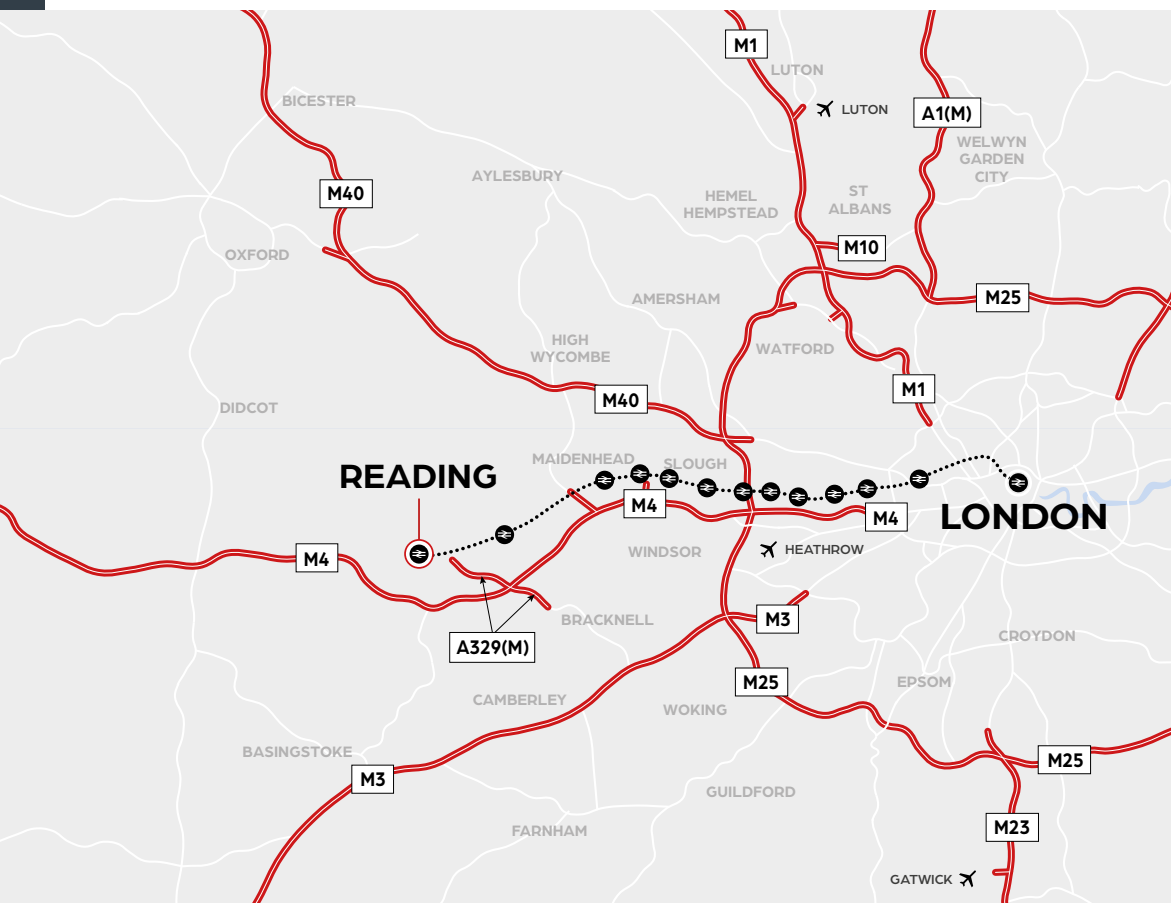 M1
LUTON
BICESTER
LUTON
A1(M)
WELWYN
GARDEN
CITY
AYLESBURY
M40
HEMEL
HEMPSTEAD
ST
ALBANS
M10
OXFORD
AMERSHAM
M25
HIGH
WYCOMBE
WATFORD
M40
M1
DIDCOT
MAIDENHEAD
SLOUGH
READING
M4
M4
LONDON
M4
WINDSOR
HEATHROW
BRACKNELL
M3
A329(M)
CROYDON
M25
EPSOM
CAMBERLEY
WOKING
BASINGSTOKE
M3
M25
GUILDFORD
FARNHAM
M23
GATWICK